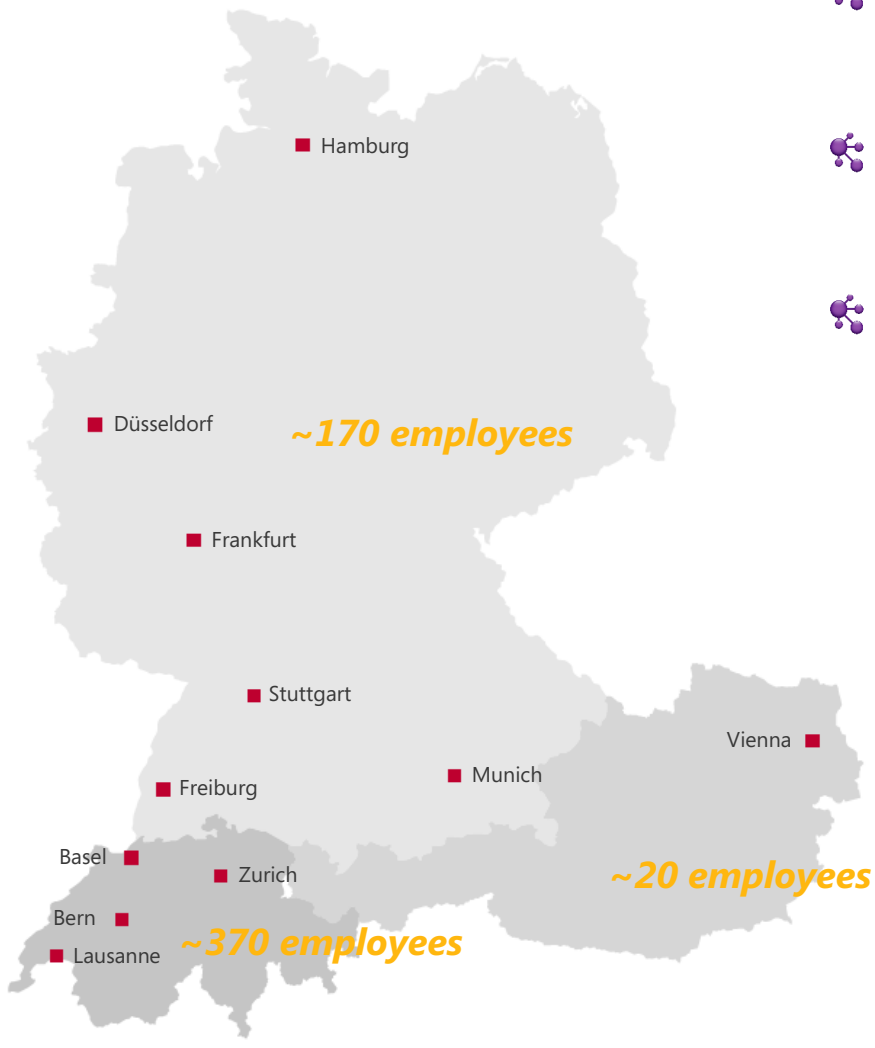 Hamburg
Düsseldorf
~170 employees
Frankfurt
Stuttgart
Vienna
Munich
Freiburg
Basel
Zurich
~20 employees
Bern
~370 employees
Lausanne